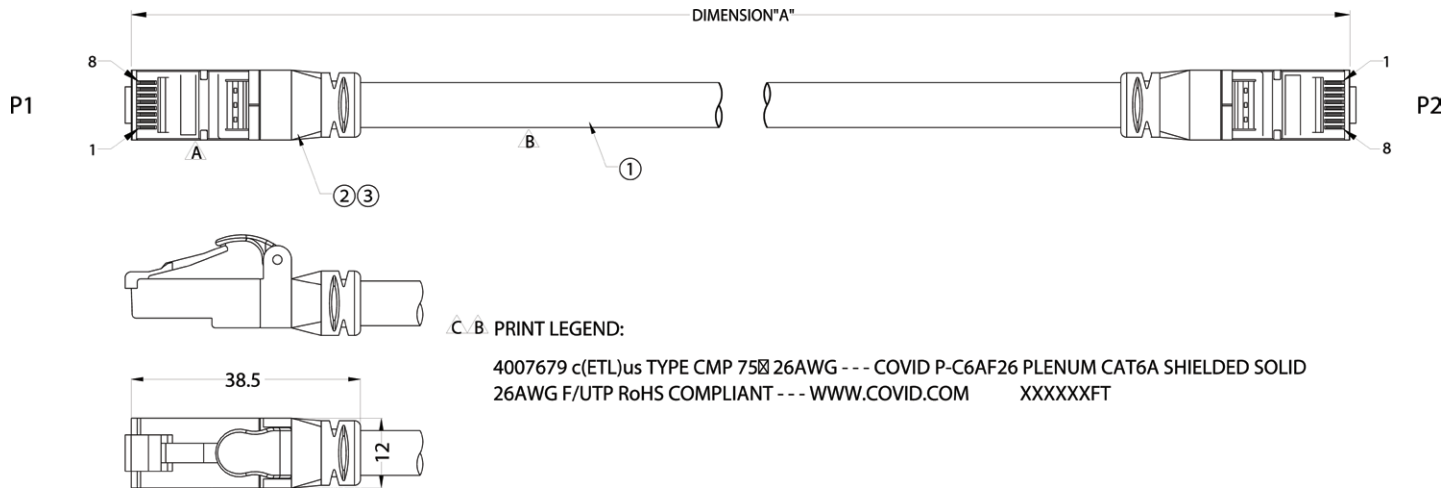 DIMENSION"A"
8
1
P1
P2
1
8
A
B
①
②③
C B PRINT LEGEND:
4007679 c(ETL)us TYPE CMP 75 26AWG - - - COVID P-C6AF26 PLENUM CAT6A SHIELDED SOLID
26AWG F/UTP RoHS COMPLIANT - - - WWW.COVID.COM XXXXXXFT
38.5
12